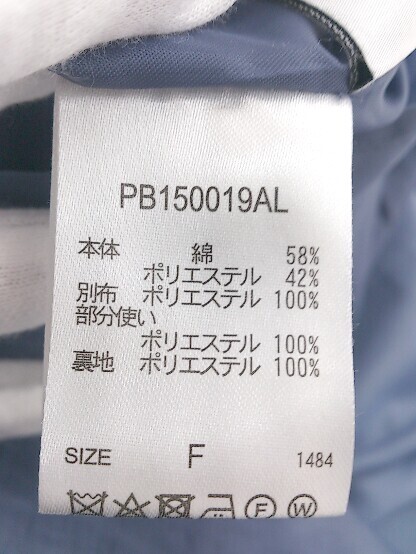 PB150019AL
本体 綿 58%
ポリエステル 42%
別布 ポリエステル 100%
部分使い
ポリエステル 100%
裏地 ポリエステル 100%
SIZE F 1484
F W